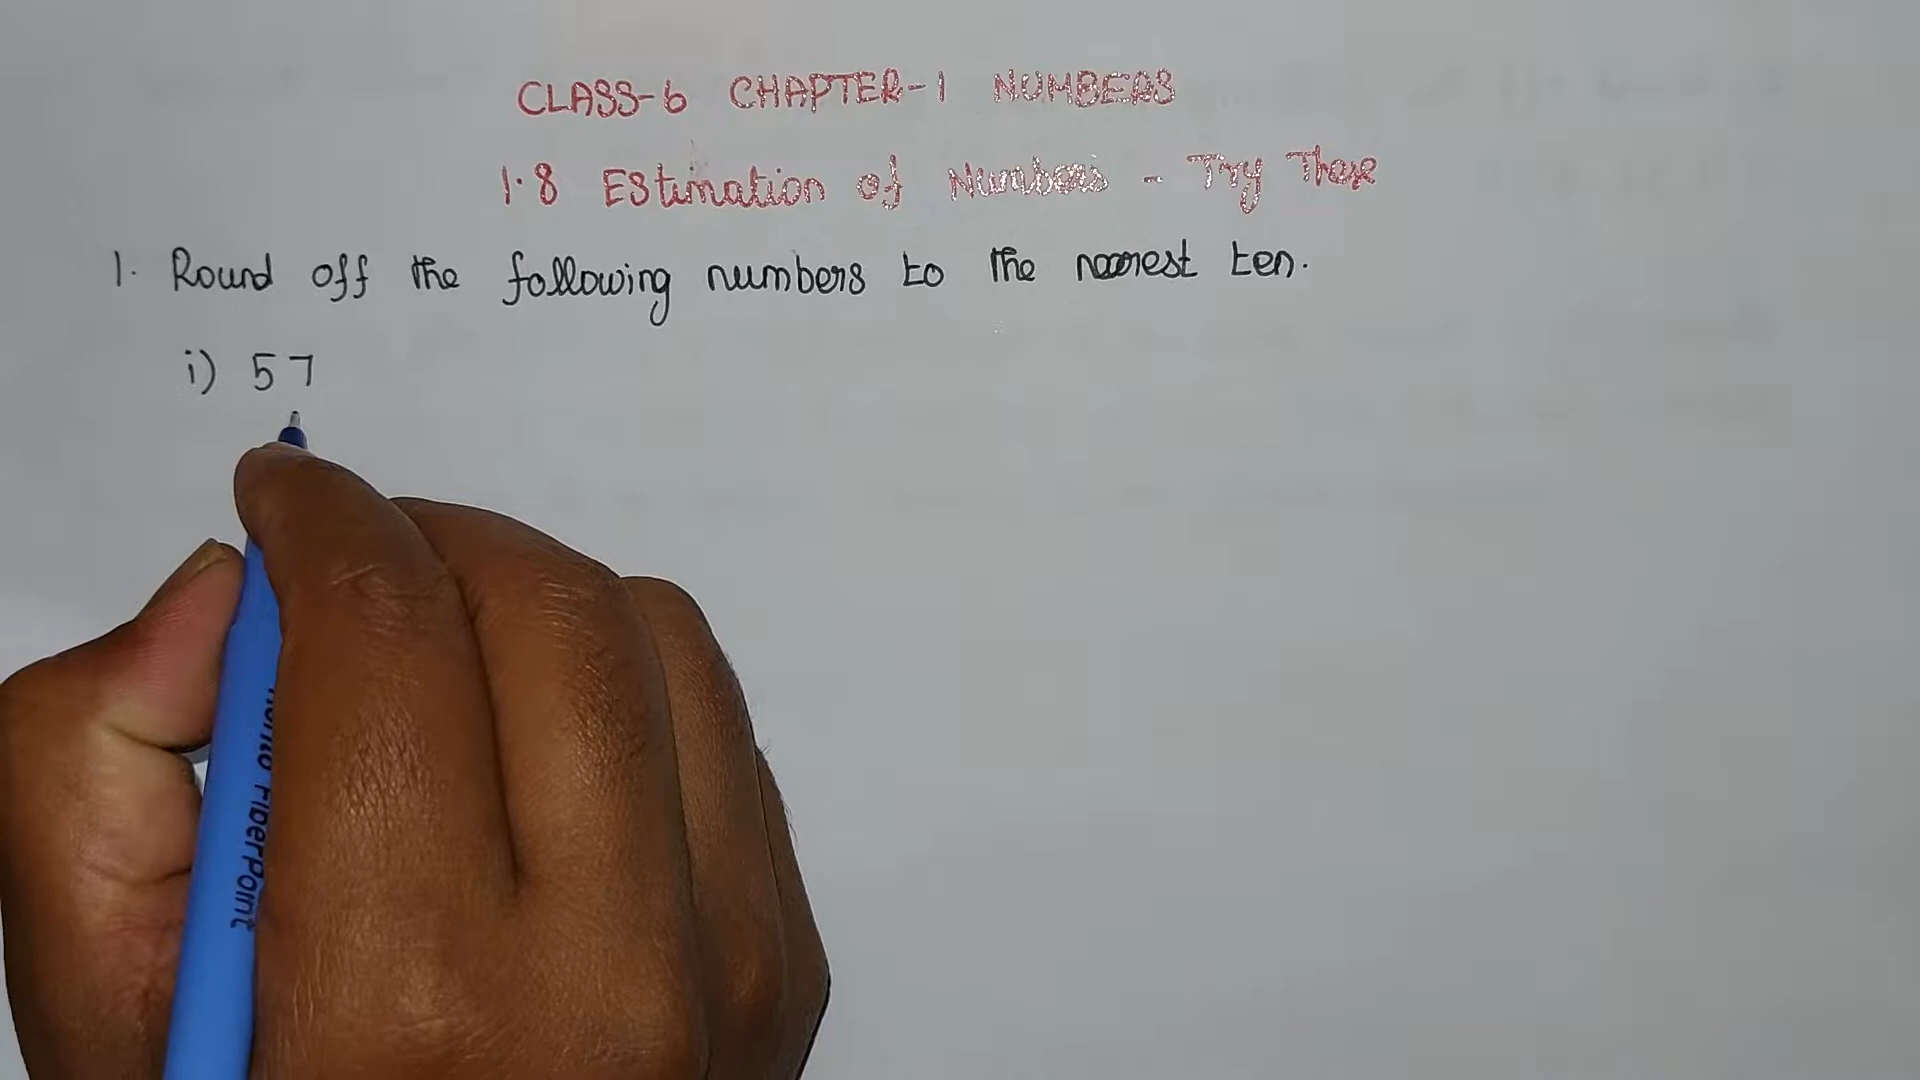 CLASS-6 CHAPTER-1 NUMBERS
1.8 Estimation of Numbers - Try These
1. Round off the following numbers to the nearest ten.
i) 57
FiberPoint